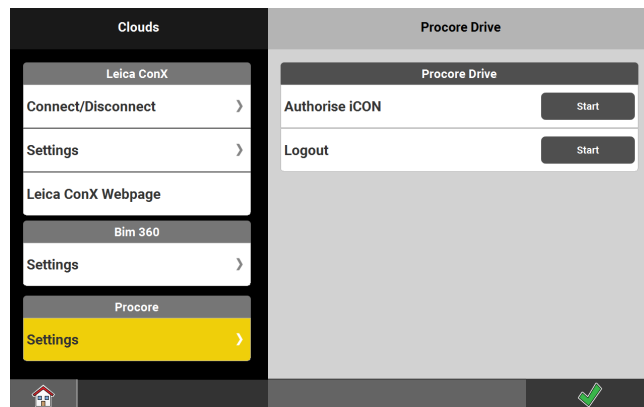 Clouds
Leica ConX
Connect/Disconnect
Settings
Leica ConX Webpage
Bim 360
Settings
Procore
Settings
Procore Drive
Procore Drive
Authorise iCON
Start
Logout
Start